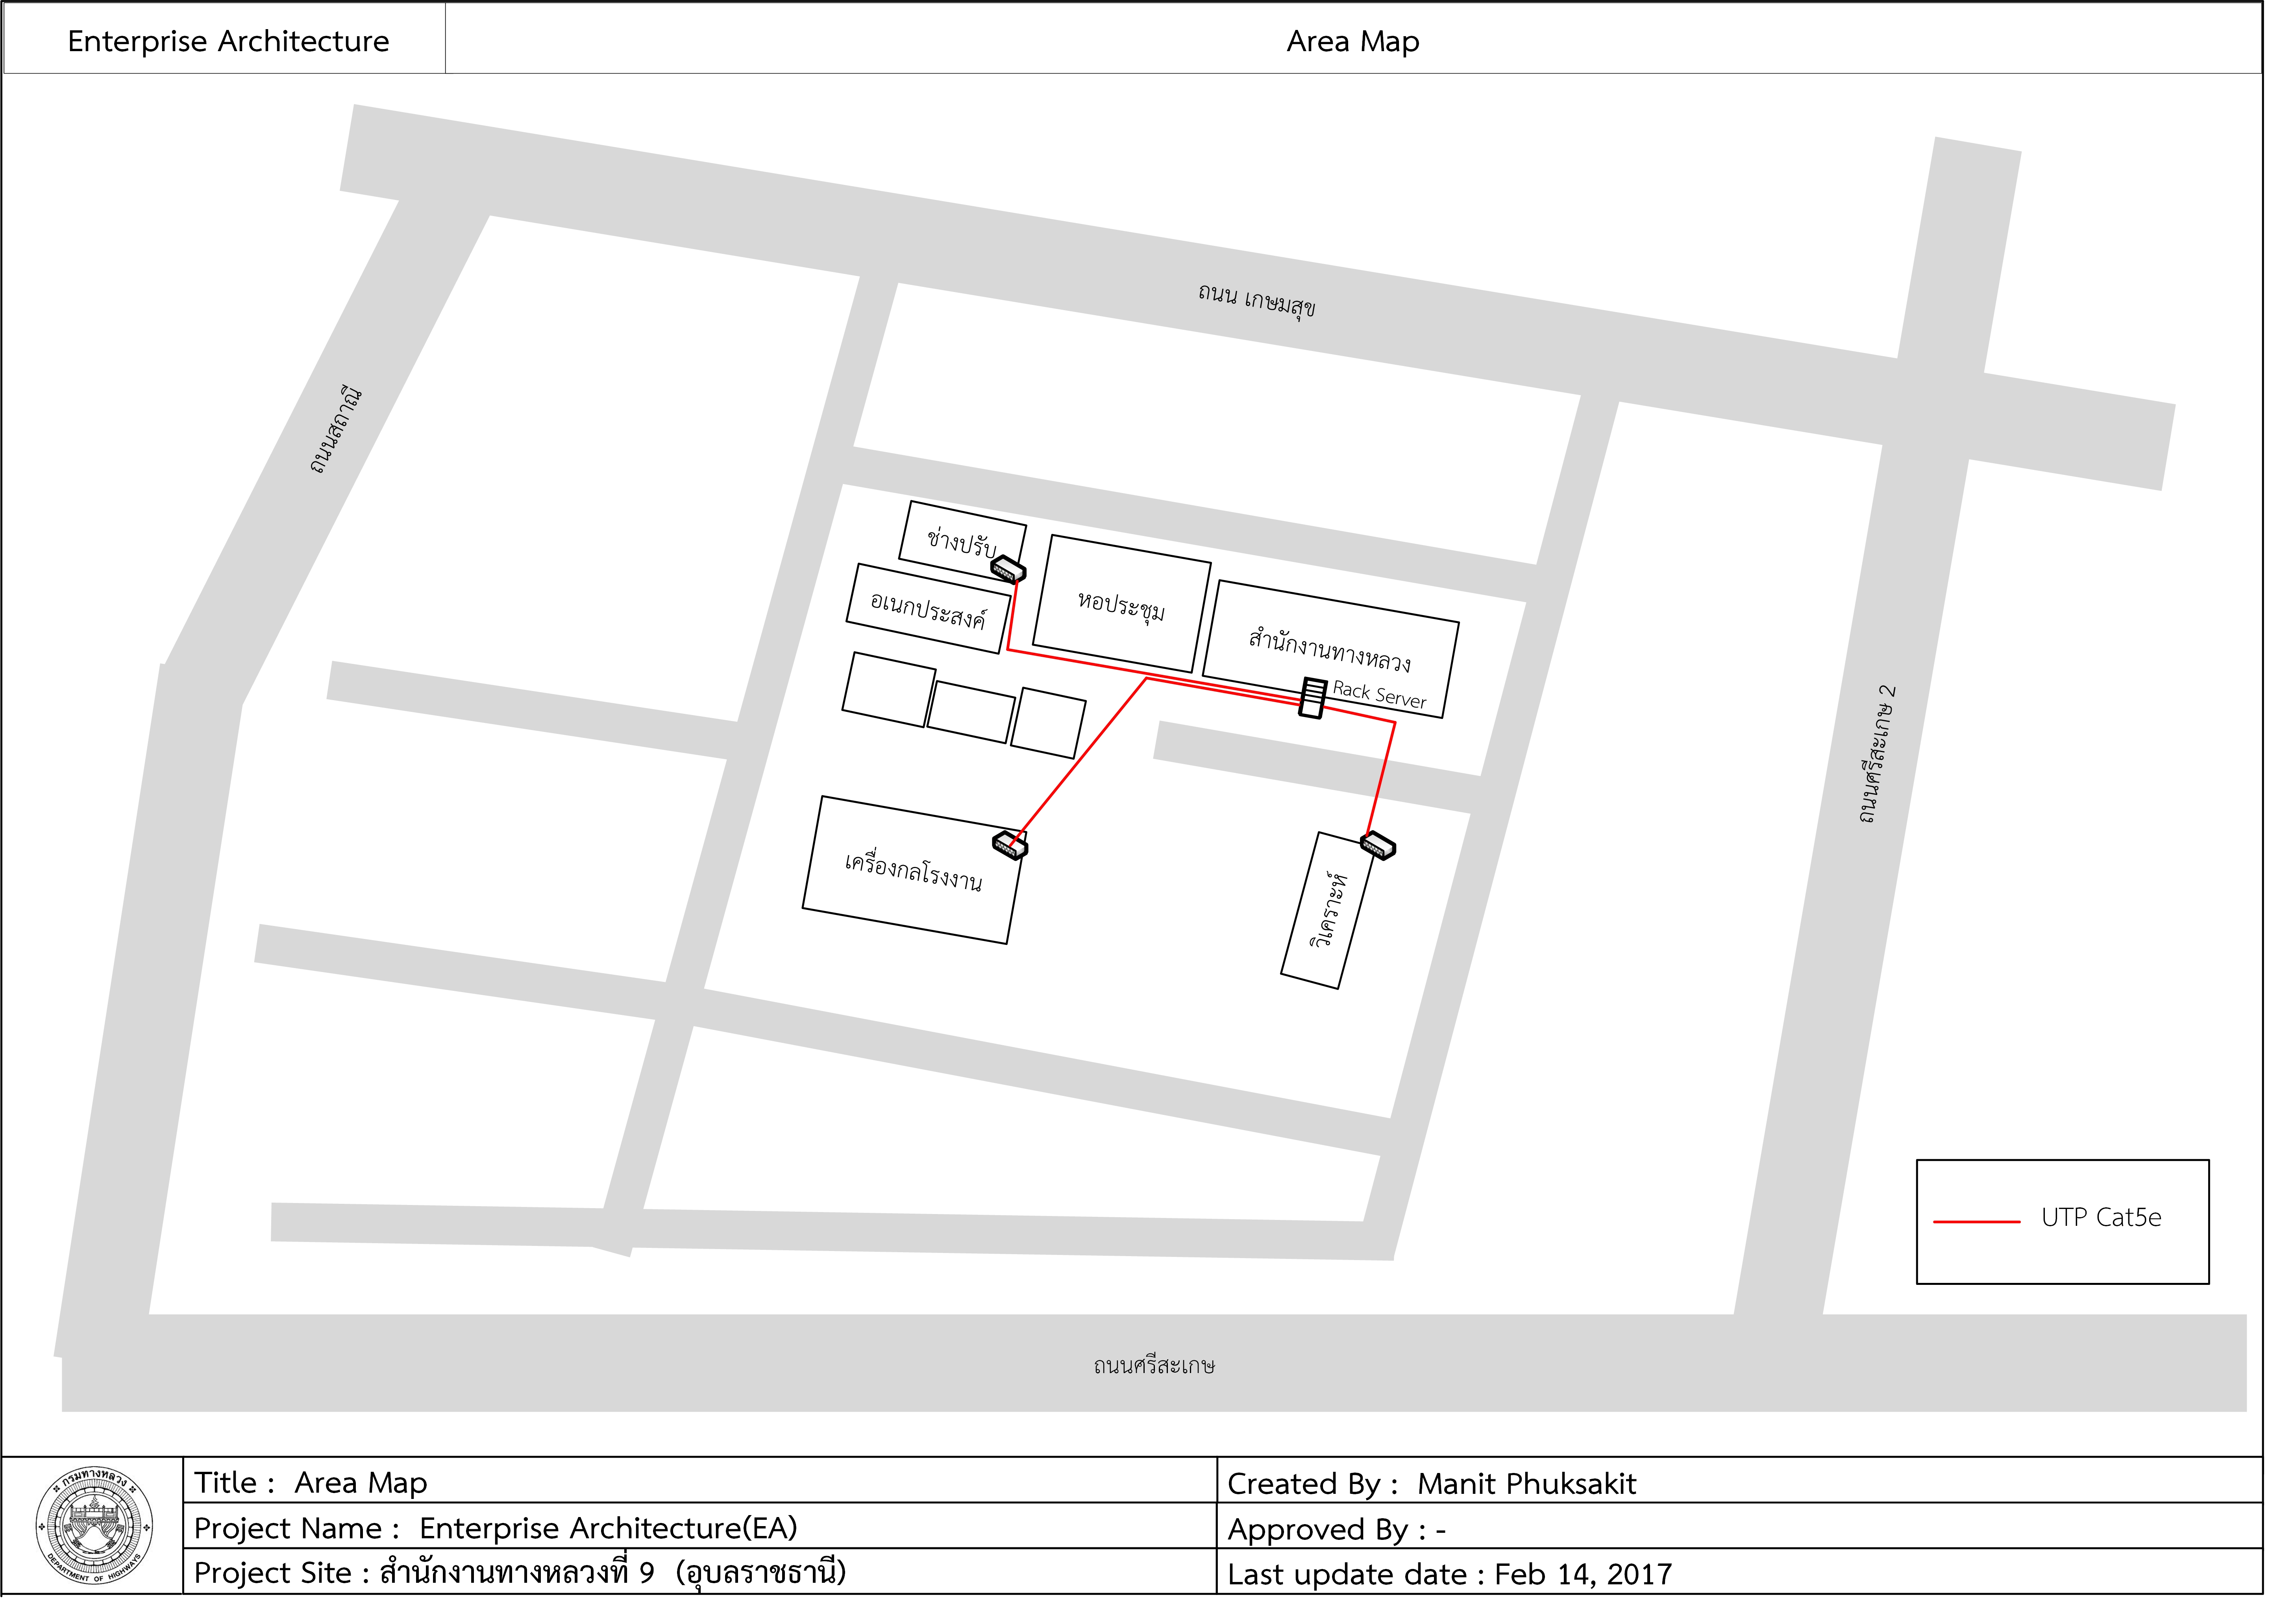 Enterprise Architecture
Area Map
ถนน เกษมสุข
ถนนสถาณี
ช่างปรับ
อเนกประสงค์
หอประชุม
สำนักงานทางหลวง
Rack Server
ถนนศรีสะเกษ 2
เครื่องกลโรงงาน
วิเคราะห์
UTP Cat5e
ถนนศรีสะเกษ
กรมทางหลวง
DEPARTMENT OF HIGHWAYS
Title :  Area Map
Created By :  Manit Phuksakit
Project Name :  Enterprise Architecture(EA)
Approved By : -
Project Site : สำนักงานทางหลวงที่ 9  (อุบลราชธานี)
Last update date : Feb 14, 2017